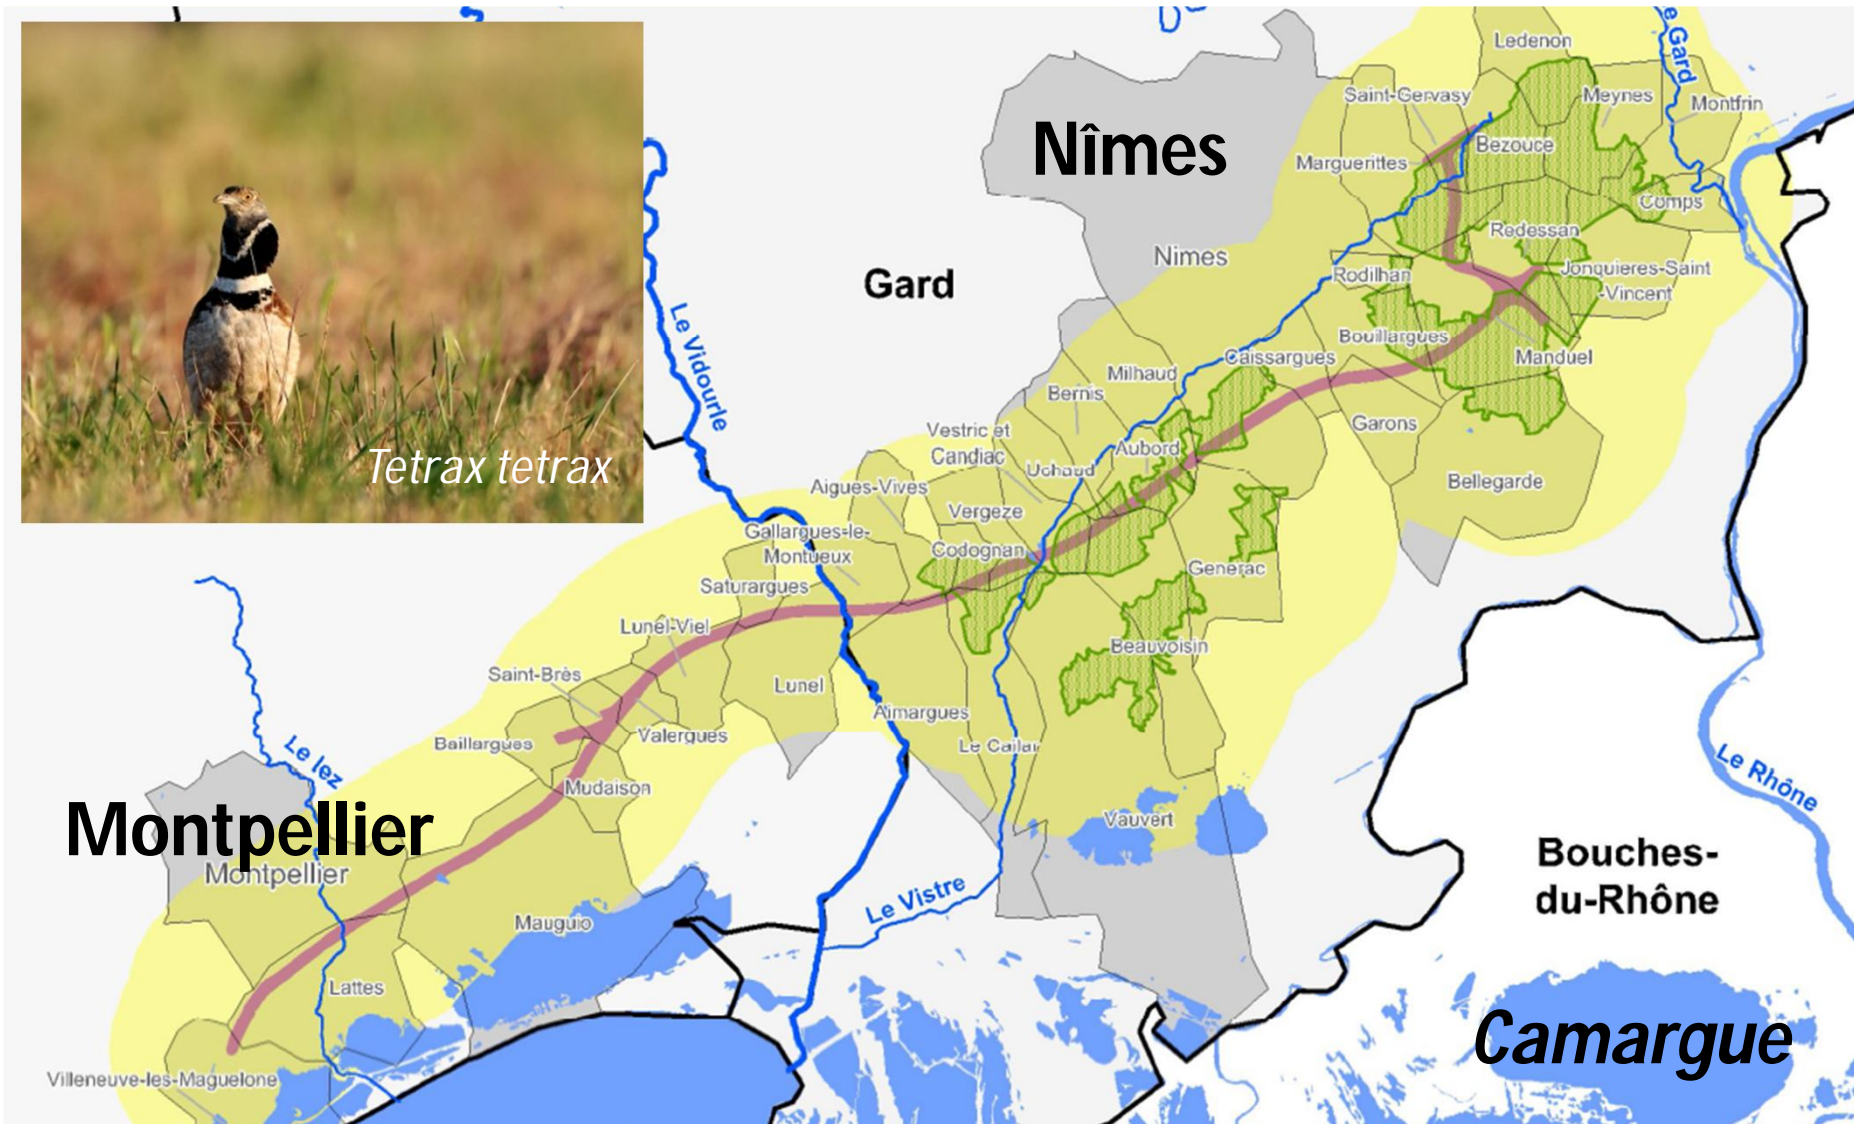 Ledenon
Le Gard
Saint-Gervasy
Meynes
Montfrin
Nîmes
Bezouce
Marguerittes
Comps
Redessan
Nimes
Rodilhan
Jonquieres-Saint
-Vincent
Gard
Le Vidourle
Bouillargues
Caissargues
Manduel
Milhaud
Bernis
Garons
Vestric et
Candiac
Aubord
Uchaud
Tetrax tetrax
Bellegarde
Aigues-Vives
Vergeze
Gallargues-le-
Montueux
Codognan
Generac
Saturargues
Lunel-Viel
Beauvoisin
Saint-Brès
Lunel
Aimargues
Valergues
Baillargues
Le Cailar
Le lez
Le Rhône
Mudaison
Vauvert
Montpellier
Montpellier
Bouches-
du-Rhône
Le Vistre
Mauguio
Lattes
Camargue
Villeneuve-les-Maguelone